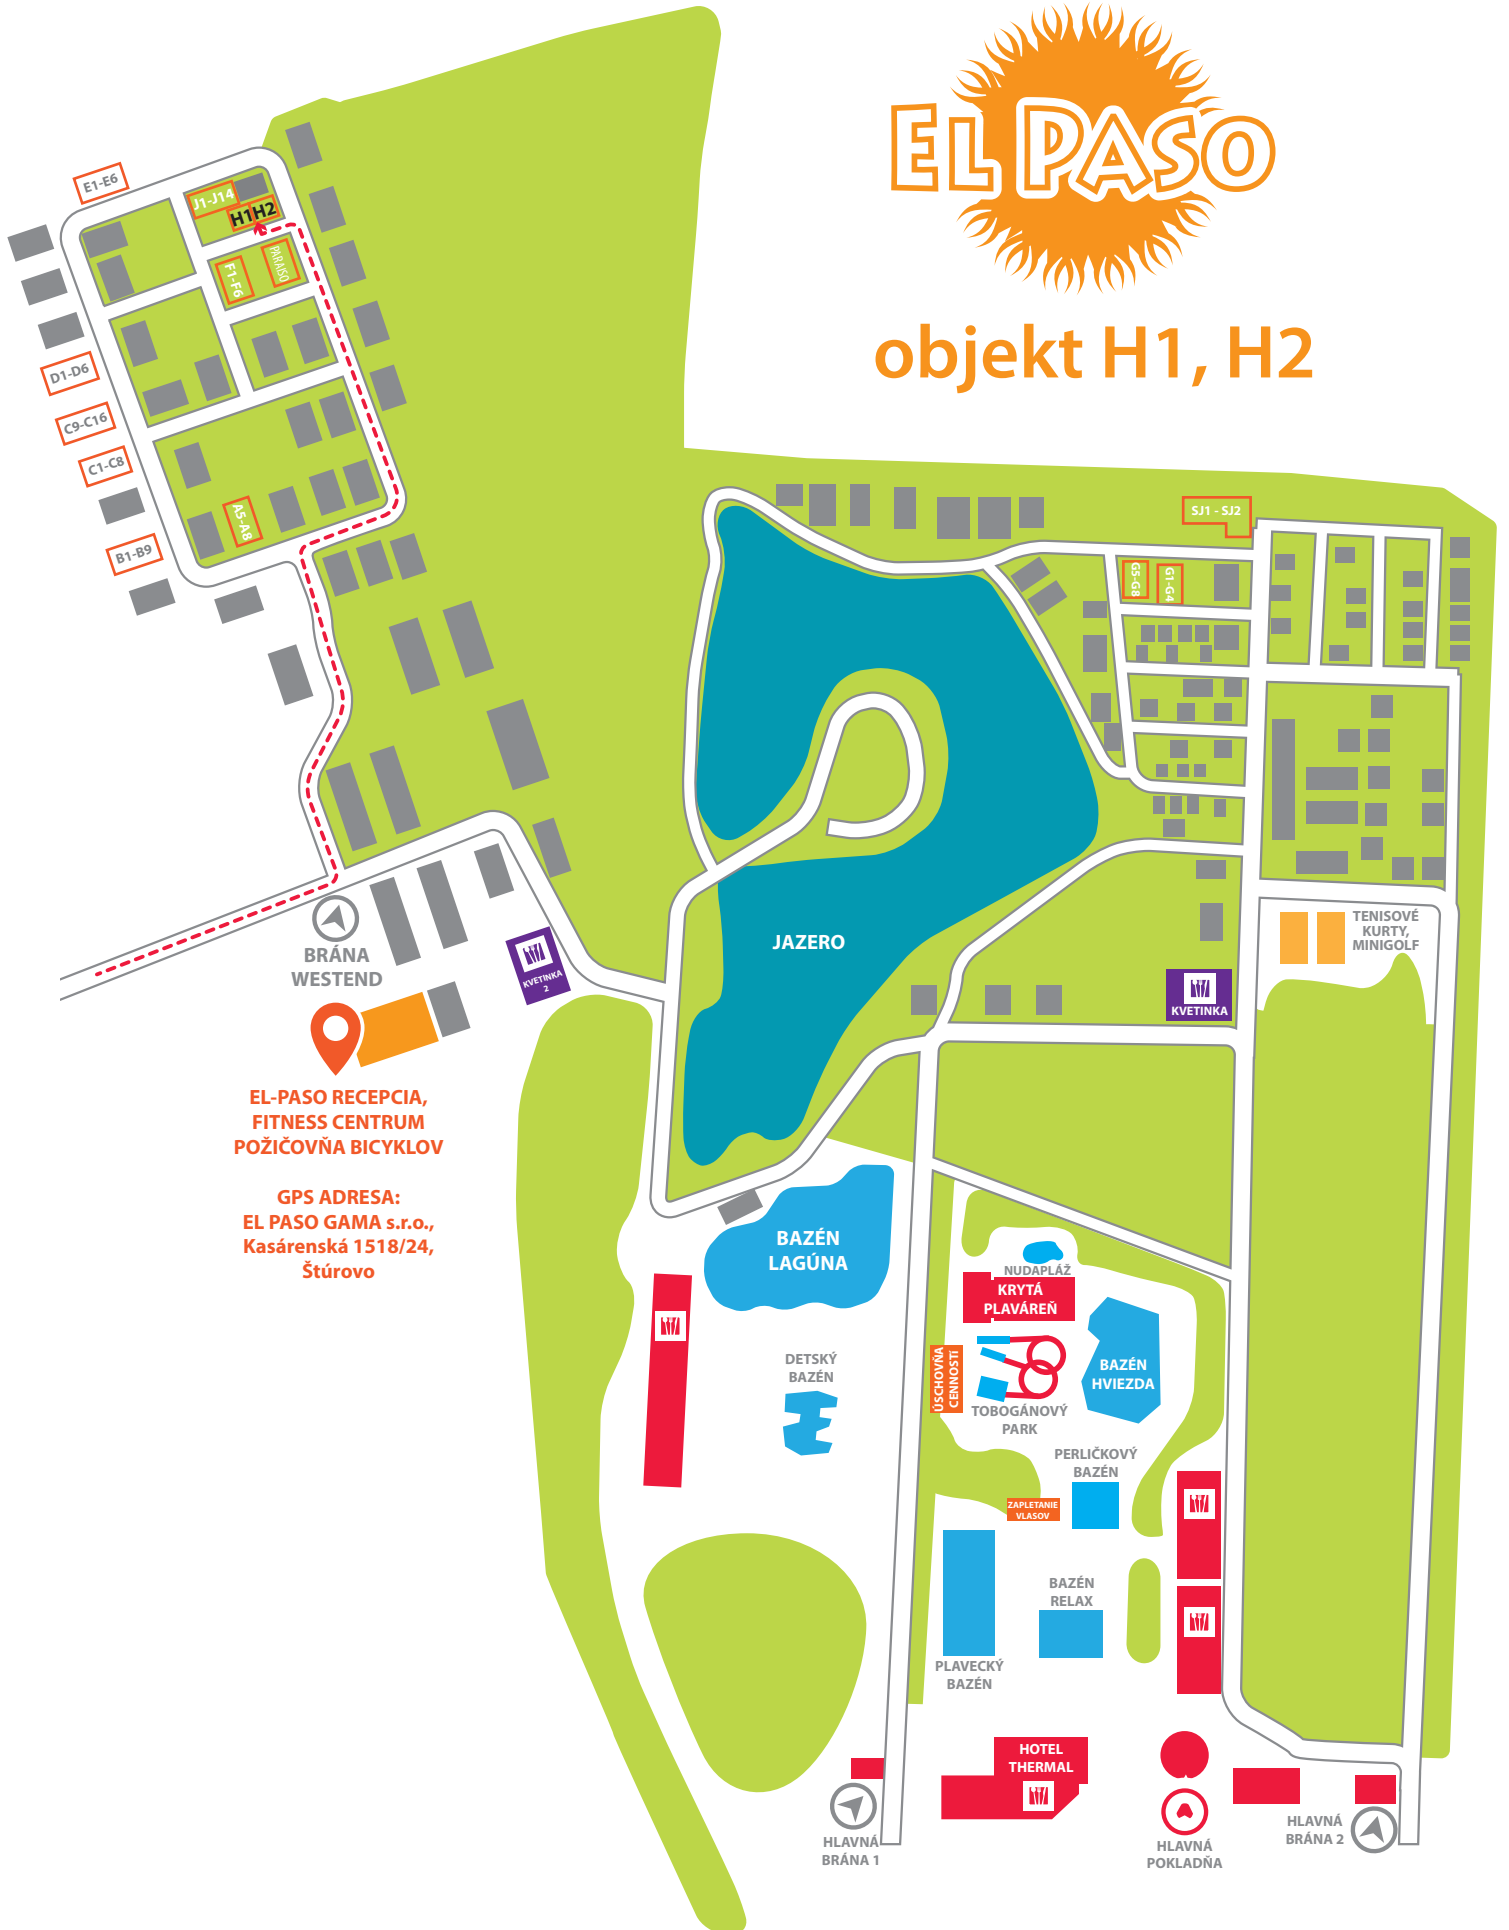 EL PASO
objekt H1, H2
E1-E6
J1-J14
H1
H2
PARAISO
F1-F6
D1-D6
C9-C16
C1-C8
A5-A8
B1-B9
SJ1 - SJ2
G5-G8
G1-G4
BRÁNA
WESTEND
KVETINKA
2
JAZERO
TENISOVÉ
KURTY,
MINIGOLF
KVETINKA
EL-PASO RECEPCIA,
FITNESS CENTRUM
POŽIČOVŇA BICYKLOV
GPS ADRESA:
EL PASO GAMA s.r.o.,
Kasárenská 1518/24,
Štúrovo
BAZÉN
LAGÚNA
NUDAPLÁŽ
KRYTÁ
PLAVÁREŇ
DETSKÝ
BAZÉN
ÚSCHOVŇA
CENNOSTí
BAZÉN
HVIEZDA
TOBOGÁNOVÝ
PARK
PERLIČKOVÝ
BAZÉN
ZAPLETANIE
VLASOV
BAZÉN
RELAX
PLAVECKÝ
BAZÉN
HOTEL
THERMAL
HLAVNÁ
BRÁNA 1
HLAVNÁ
POKLADŇA
HLAVNÁ
BRÁNA 2